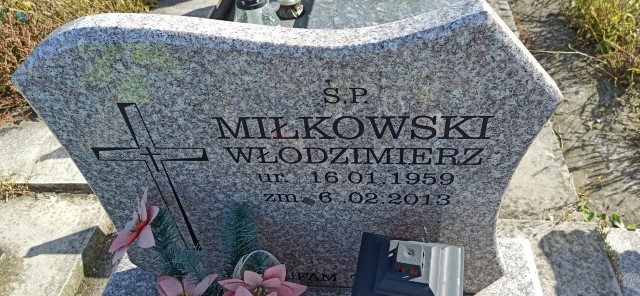 Ś.P.
MIŁKOWSKI
WŁODZIMIERZ
ur. 16.01.1959
zm. 6.02.2013